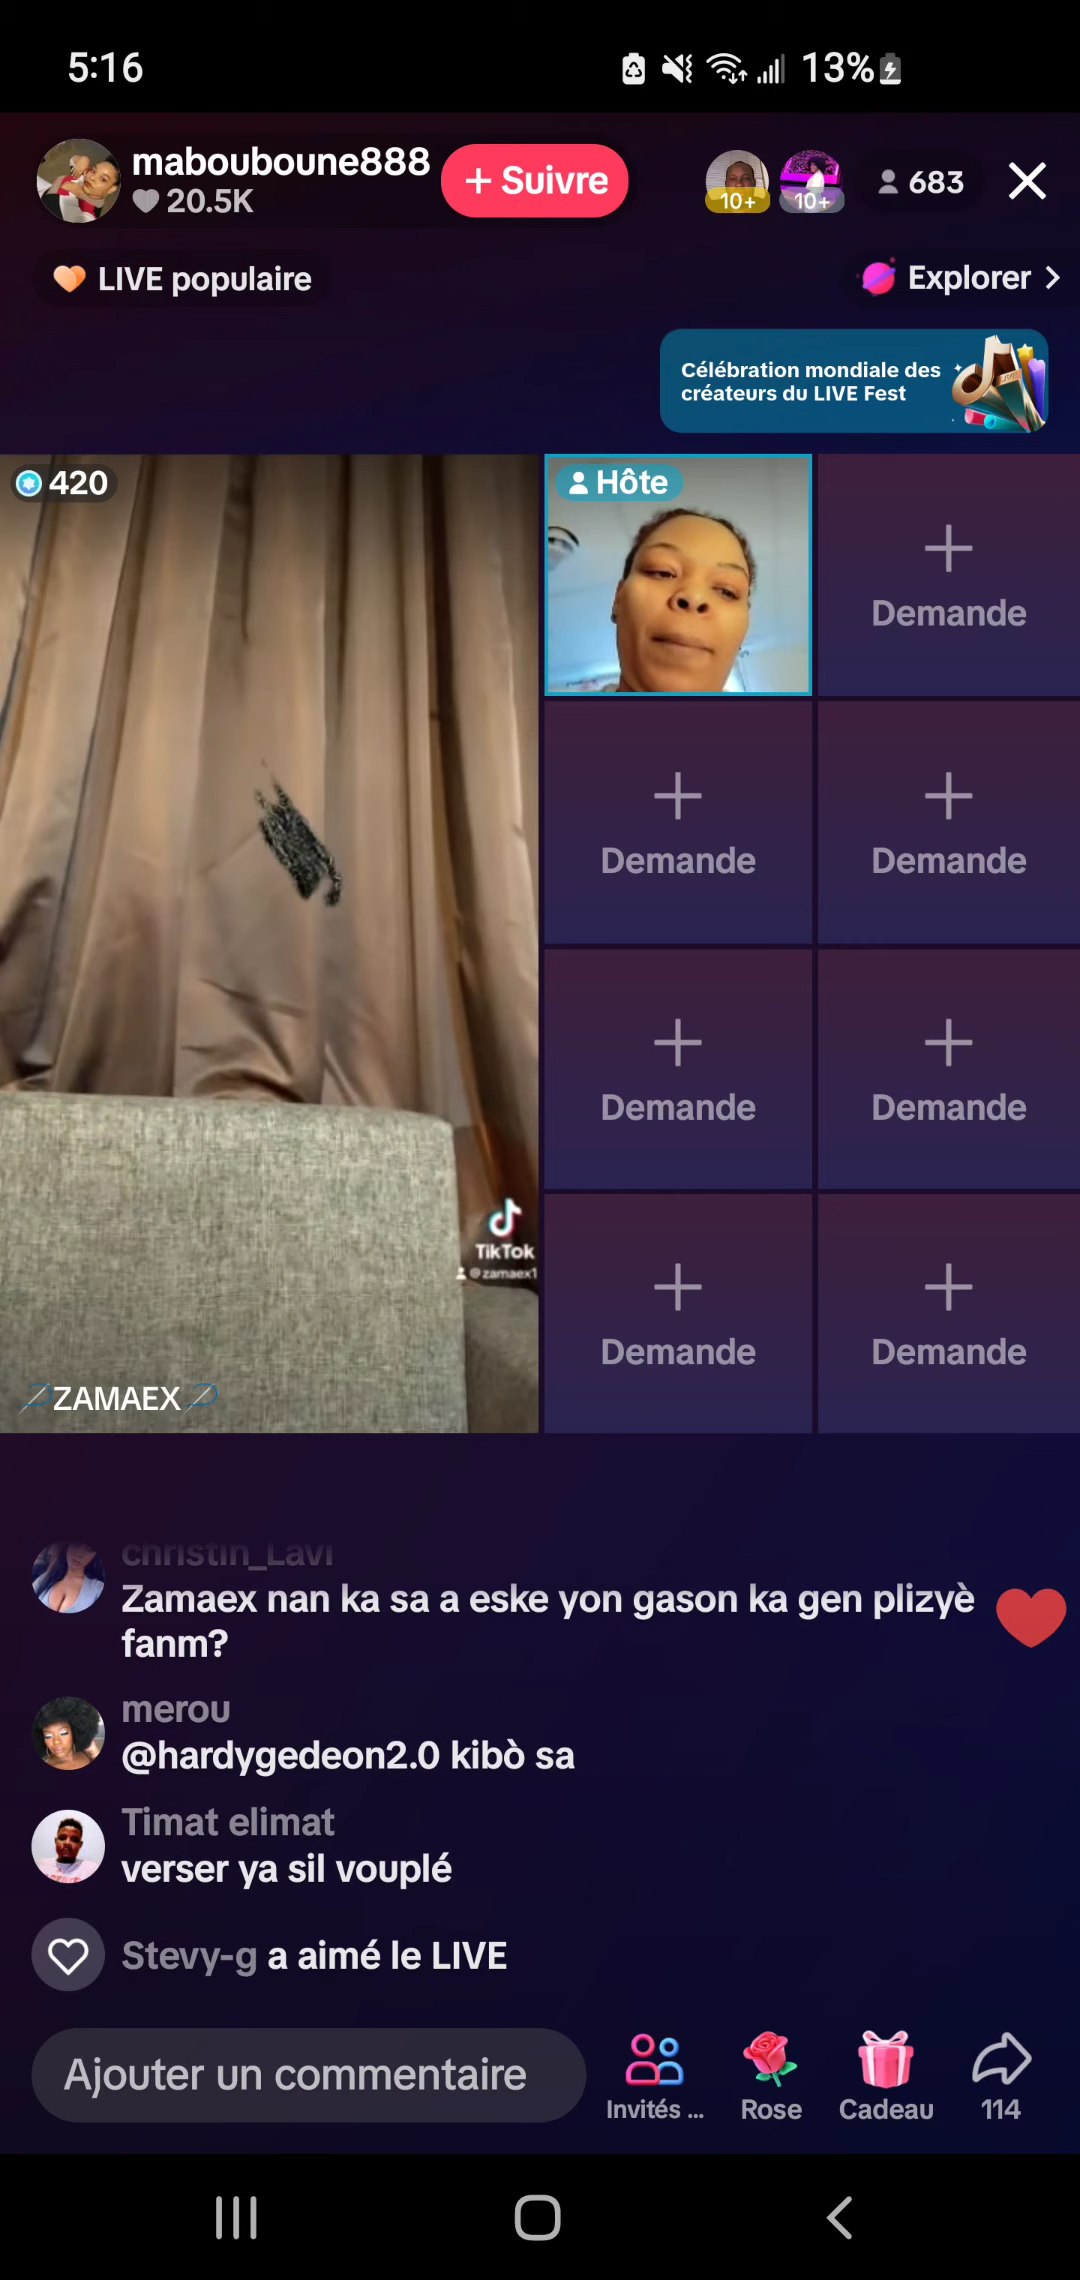 5:16
13%
mabouboune888
20.5K
+ Suivre
10+
10+
683
LIVE populaire
Explorer >
Célébration mondiale des
créateurs du LIVE Fest
420
Hôte
Demande
Demande
Demande
Demande
Demande
Demande
Demande
TikTok
@zamaex1
ZAMAEX
christin_Lavi
Zamaex nan ka sa a eske yon gason ka gen plizyè
fanm?
merou
@hardygedeon2.0 kibò sa
Timat elimat
verser ya sil vouplé
Stevy-g a aimé le LIVE
Ajouter un commentaire
Invités ...
Rose
Cadeau
114